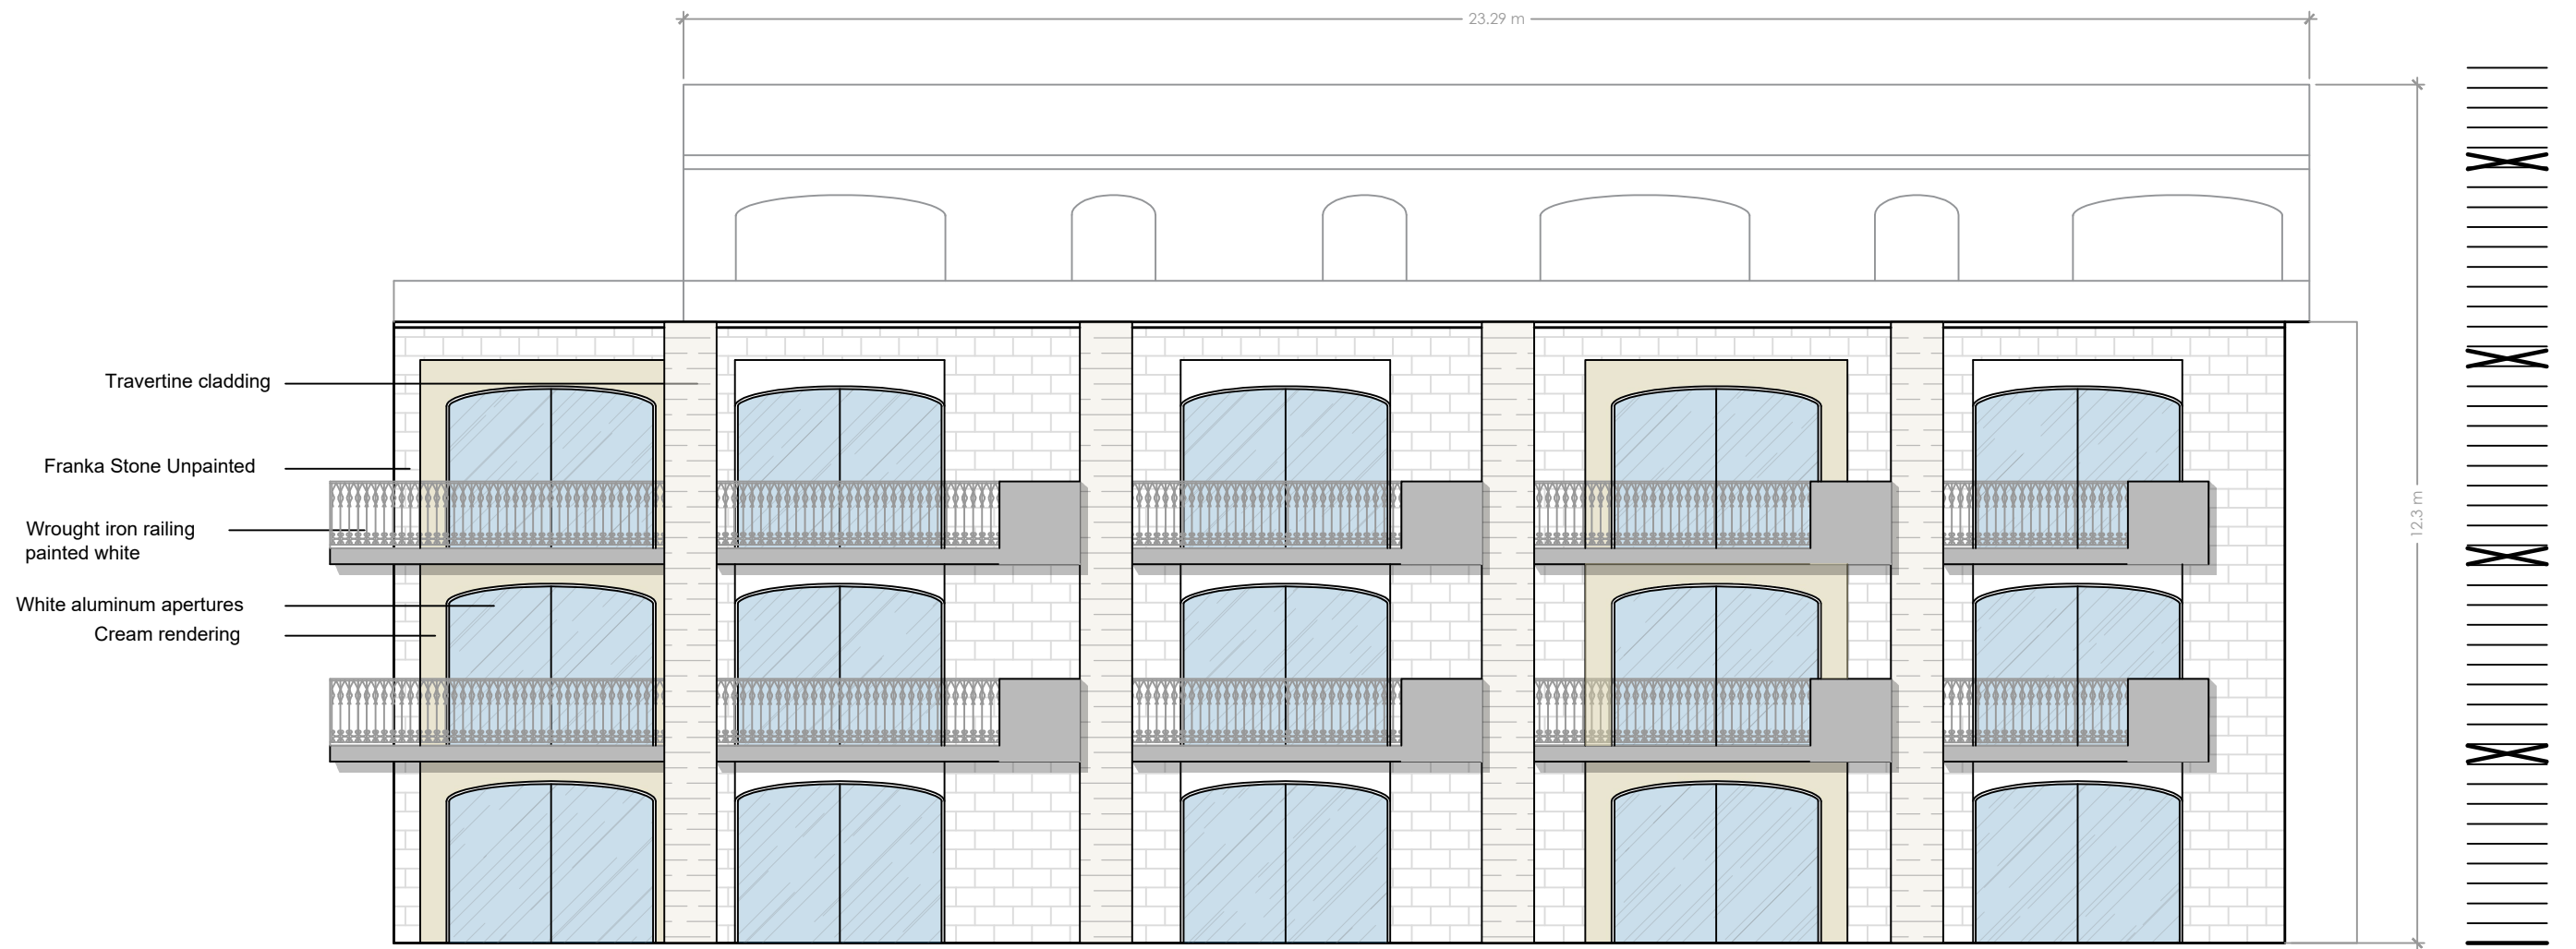 23.29 m
Travertine cladding
Franka Stone Unpainted
12.3 m
Wrought iron railing
painted white
White aluminum apertures
Cream rendering